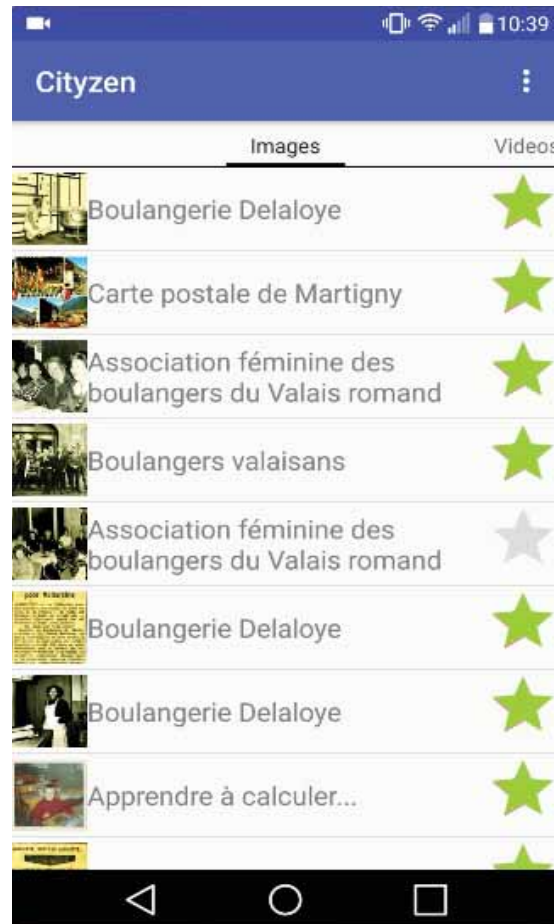 10:39
Cityzen
Images
Videos
Boulangerie Delaloye
Carte postale de Martigny
Association féminine des
boulangers du Valais romand
Boulangers valaisans
Association féminine des
boulangers du Valais romand
Boulangerie Delaloye
Boulangerie Delaloye
Apprendre à calculer...